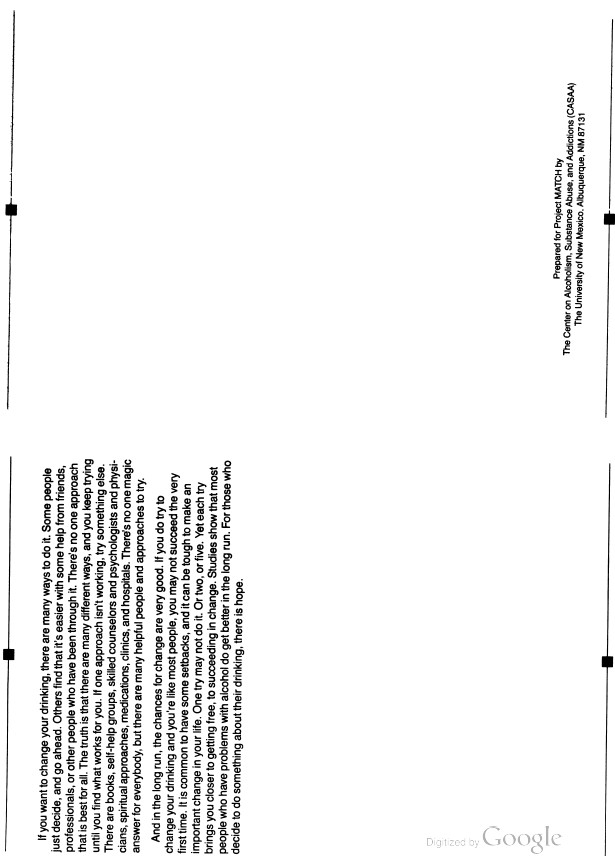 If you want to change your drinking, there are many ways to do it. Some people
just decide, and go ahead. Others find that it's easier with some help from friends,
professionals, or other people who have been through it. There's no one approach
that is best for all. The truth is that there are many different ways, and you keep trying
until you find what works for you. If one approach isn't working, try something else.
There are books, self-help groups, skilled counselors and psychologists and physi-
cians, spiritual approaches, medications, clinics, and hospitals. There's no one magic
answer for everybody, but there are many helpful people and approaches to try.
And in the long run, the chances for change are very good. If you do try to
change your drinking and you're like most people, you may not succeed the very
first time. It is common to have some setbacks, and it can be tough to make an
important change in your life. One try may not do it. Or two, or five. Yet each try
brings you closer to getting free, to succeeding in change. Studies show that most
people who have problems with alcohol do get better in the long run. For those who
decide to do something about their drinking, there is hope.
Prepared for Project MATCH by
The Center on Alcoholism, Substance Abuse, and Addictions (CASAA)
The University of New Mexico, Albuquerque, NM 87131
Digitized by Google